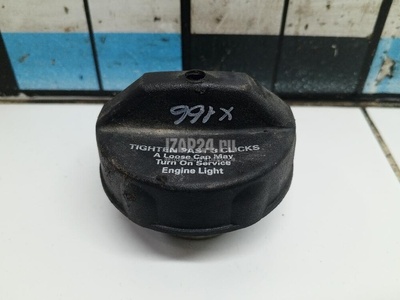 x166
IZAP24.ru
TIGHTEN PAST 3 CLICKS
A Loose Cap May
Turn On Service
Engine Light